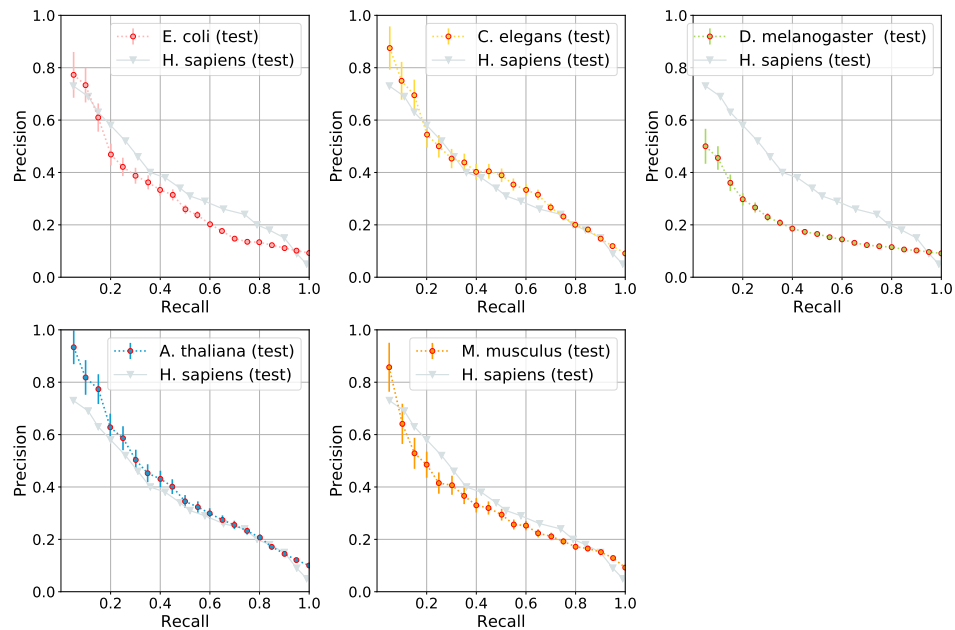 E. coli (test)
H. sapiens (test)
Precision
1.0
0.8
0.6
0.4
0.2
0.0
0.2 0.4 0.6 0.8 1.0
Recall
C. elegans (test)
H. sapiens (test)
Precision
1.0
0.8
0.6
0.4
0.2
0.0
0.2 0.4 0.6 0.8 1.0
Recall
D. melanogaster (test)
H. sapiens (test)
Precision
1.0
0.8
0.6
0.4
0.2
0.0
0.2 0.4 0.6 0.8 1.0
Recall
A. thaliana (test)
H. sapiens (test)
Precision
1.0
0.8
0.6
0.4
0.2
0.0
0.2 0.4 0.6 0.8 1.0
Recall
M. musculus (test)
H. sapiens (test)
Precision
1.0
0.8
0.6
0.4
0.2
0.0
0.2 0.4 0.6 0.8 1.0
Recall